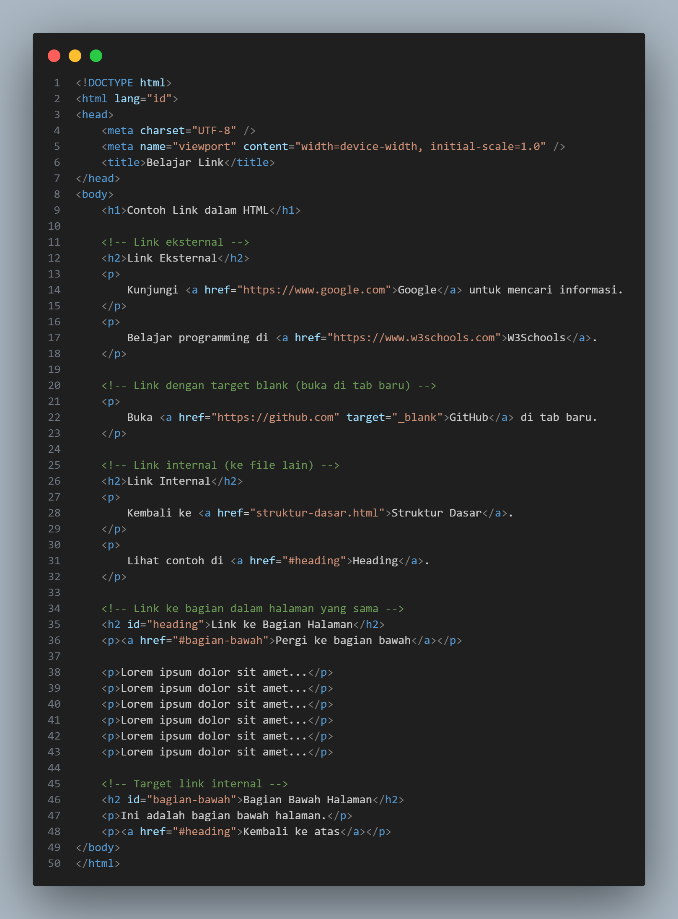 1 <!DOCTYPE html>
2 <html lang="id">
3 <head>
4     <meta charset="UTF-8" />
5     <meta name="viewport" content="width=device-width, initial-scale=1.0" />
6     <title>Belajar Link</title>
7 </head>
8 <body>
9     <h1>Contoh Link dalam HTML</h1>
10
11     <!-- Link eksternal -->
12     <h2>Link Eksternal</h2>
13     <p>
14         Kunjungi <a href="https://www.google.com">Google</a> untuk mencari informasi.
15     </p>
16     <p>
17         Belajar programming di <a href="https://www.w3schools.com">W3Schools</a>.
18     </p>
19
20     <!-- Link dengan target blank (buka di tab baru) -->
21     <p>
22         Buka <a href="https://github.com" target="_blank">GitHub</a> di tab baru.
23     </p>
24
25     <!-- Link internal (ke file lain) -->
26     <h2>Link Internal</h2>
27     <p>
28         Kembali ke <a href="struktur-dasar.html">Struktur Dasar</a>.
29     </p>
30     <p>
31         Lihat contoh di <a href="#heading">Heading</a>.
32     </p>
33
34     <!-- Link ke bagian dalam halaman yang sama -->
35     <h2 id="heading">Link ke Bagian Halaman</h2>
36     <p><a href="#bagian-bawah">Pergi ke bagian bawah</a></p>
37
38     <p>Lorem ipsum dolor sit amet...</p>
39     <p>Lorem ipsum dolor sit amet...</p>
40     <p>Lorem ipsum dolor sit amet...</p>
41     <p>Lorem ipsum dolor sit amet...</p>
42     <p>Lorem ipsum dolor sit amet...</p>
43     <p>Lorem ipsum dolor sit amet...</p>
44
45     <!-- Target link internal -->
46     <h2 id="bagian-bawah">Bagian Bawah Halaman</h2>
47     <p>Ini adalah bagian bawah halaman.</p>
48     <p><a href="#heading">Kembali ke atas</a></p>
49 </body>
50 </html>